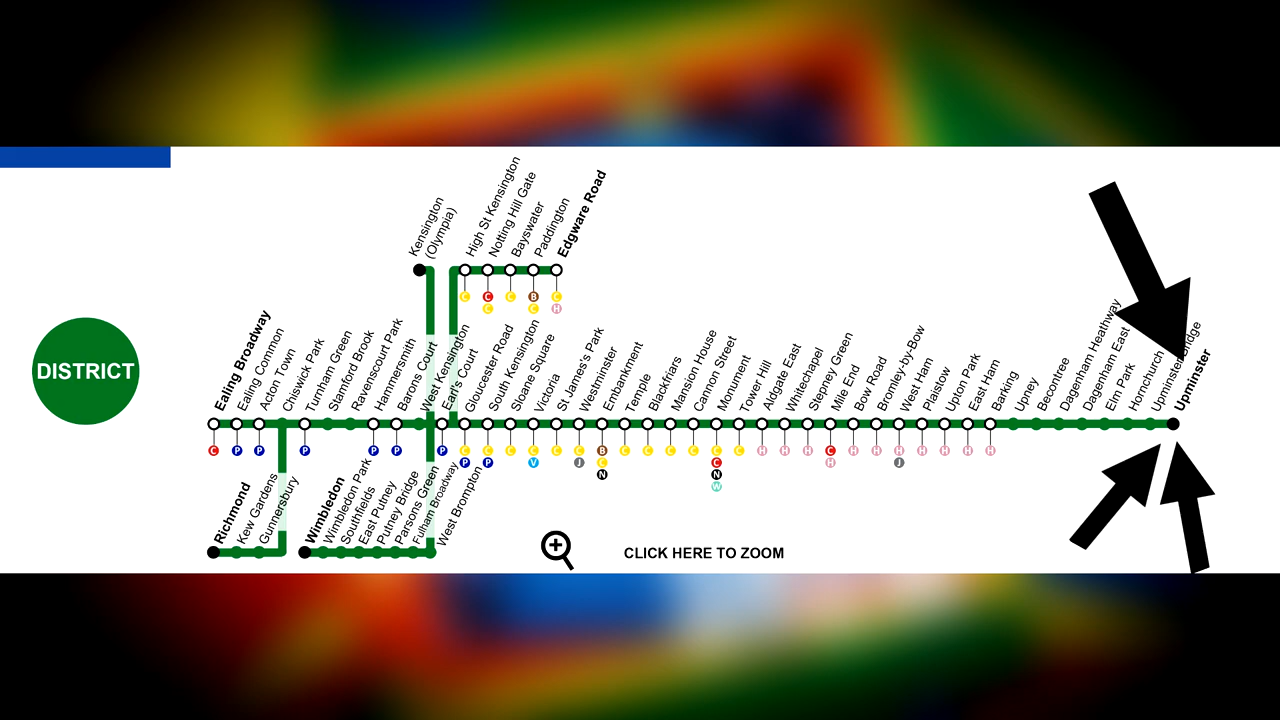 Kensington
(Olympia)
High St Kensington
Notting Hill Gate
Bayswater
Paddington
Edgware Road
C
C
C
C
B
C
C
H
DISTRICT
Ealing Broadway
Ealing Common
Acton Town
Chiswick Park
Turnham Green
Stamford Brook
Ravenscourt Park
Hammersmith
Barons Court
West Kensington
Earl's Court
Gloucester Road
South Kensington
Sloane Square
Victoria
St James's Park
Westminster
Embankment
Temple
Blackfriars
Mansion House
Cannon Street
Monument
Tower Hill
Aldgate East
Whitechapel
Stepney Green
Mile End
Bow Road
Bromley-by-Bow
West Ham
Plaistow
Upton Park
East Ham
Barking
Upney
Becontree
Dagenham Heathway
Dagenham East
Elm Park
Hornchurch
Upminster Bridge
Upminster
C P P P P P P C C C C C C B C C C C C C C H H H C H H H H H H H
P P V J C C H J
N N
W
Richmond
Kew Gardens
Gunnersbury
Wimbledon
Wimbledon Park
Southfields
East Putney
Putney Bridge
Parsons Green
Fulham Broadway
West Brompton
CLICK HERE TO ZOOM